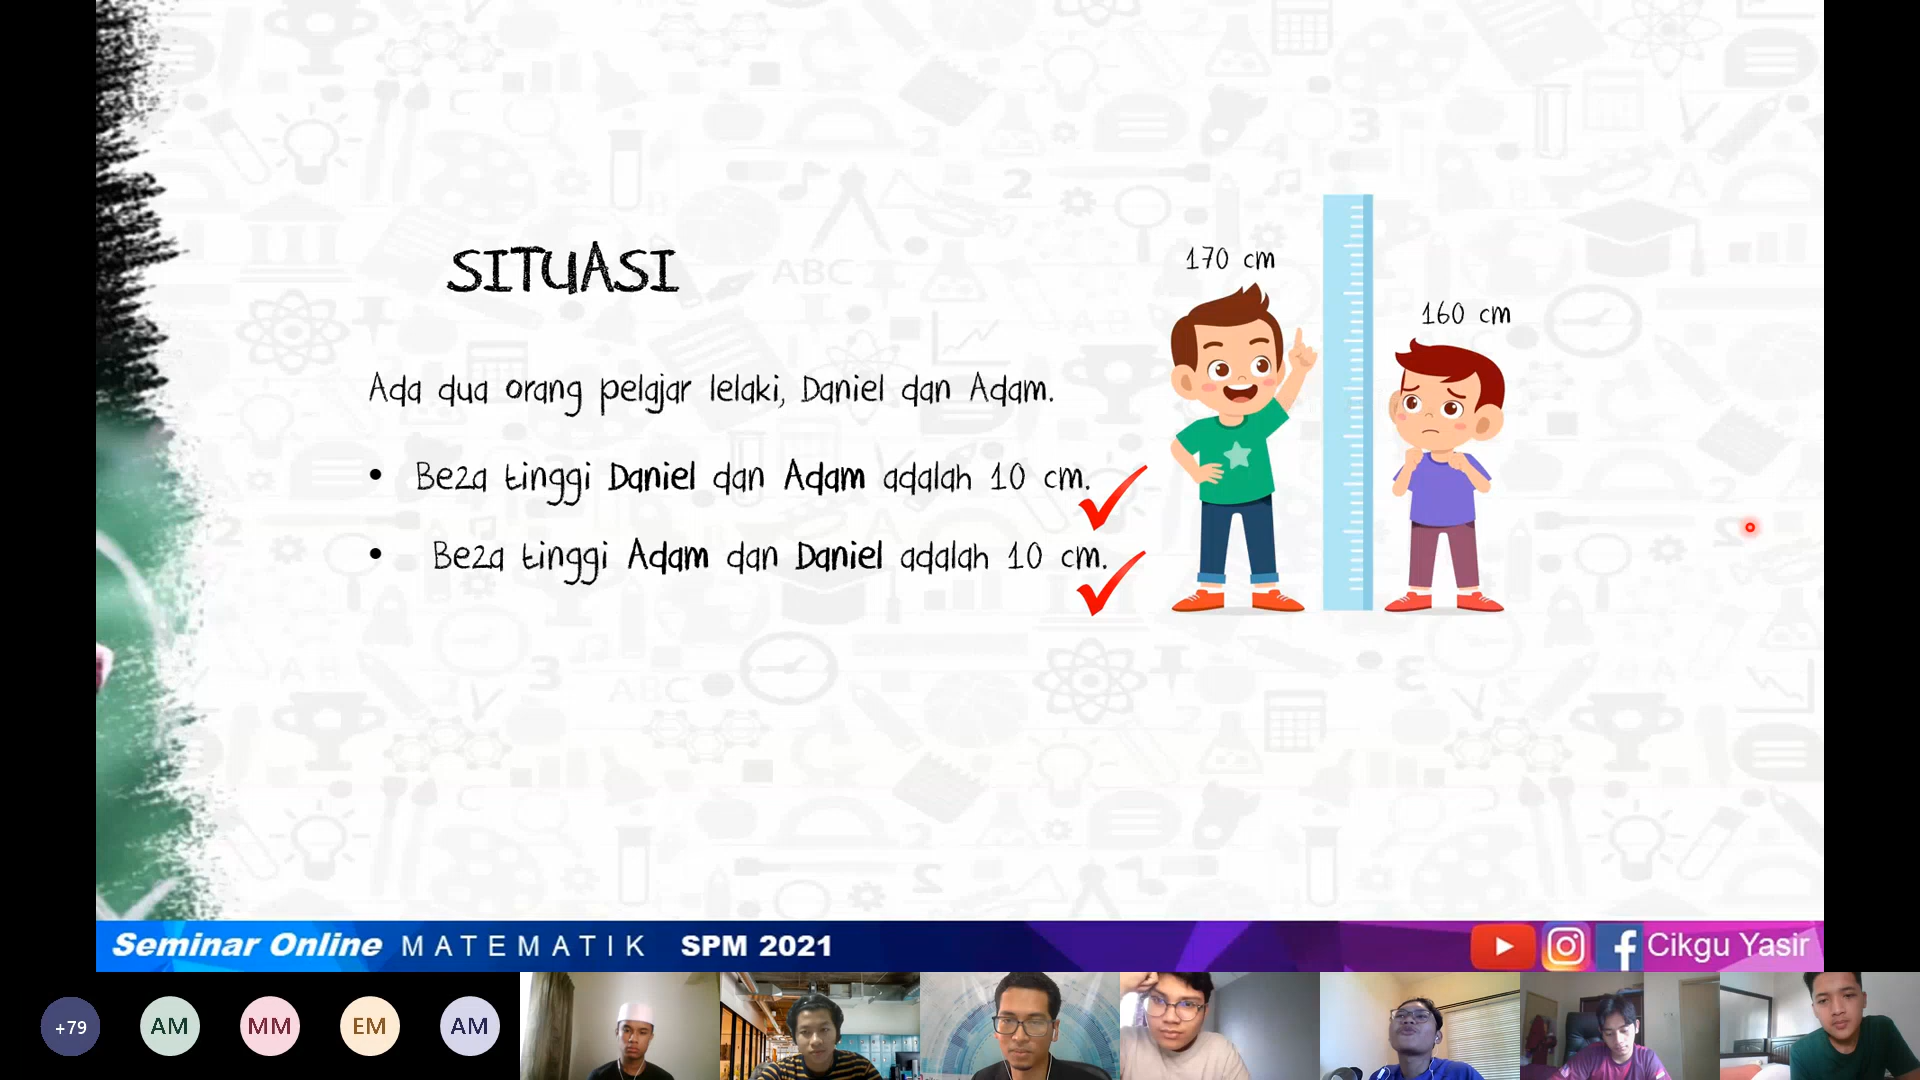 SITUASI
170 cm
160 cm
Ada dua orang pelajar lelaki, Daniel dan Adam.
• Beza tinggi Daniel dan Adam adalah 10 cm.
• Beza tinggi Adam dan Daniel adalah 10 cm.
Seminar Online MATEMATIK SPM 2021
Cikgu Yasir
+79
AM
MM
EM
AM